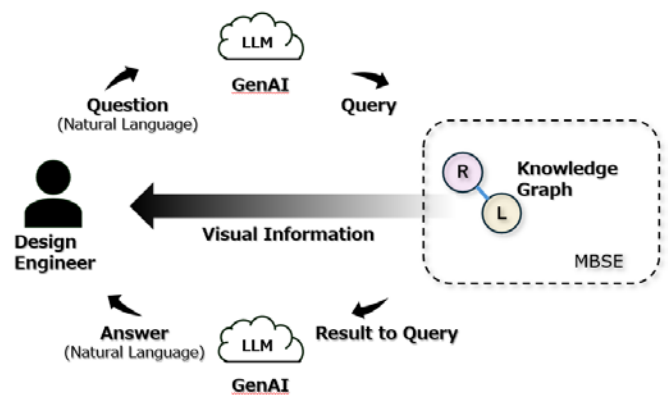 LLM
GenAI
Question
(Natural Language)
Query
R
L
Knowledge
Graph
MBSE
Visual Information
Design
Engineer
Answer
(Natural Language)
LLM
GenAI
Result to Query